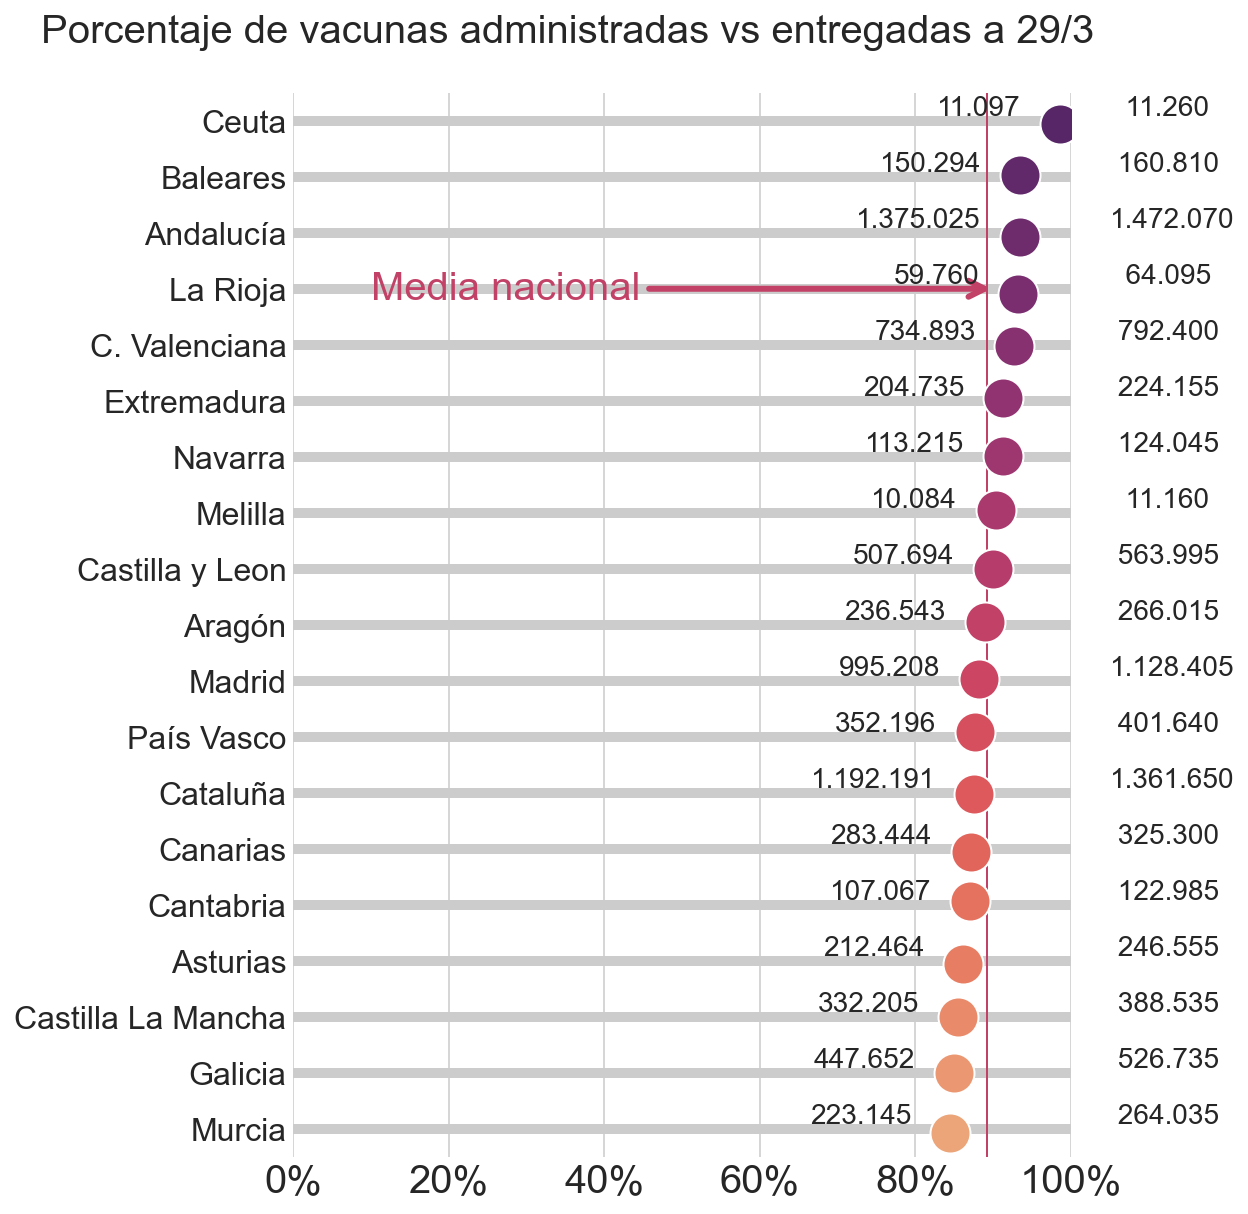 Porcentaje de vacunas administradas vs entregadas a 29/3
Ceuta 11.097 11.260
Baleares 150.294 160.810
Andalucía 1.375.025 1.472.070
La Rioja Media nacional 59.760 64.095
C. Valenciana 734.893 792.400
Extremadura 204.735 224.155
Navarra 113.215 124.045
Melilla 10.084 11.160
Castilla y Leon 507.694 563.995
Aragón 236.543 266.015
Madrid 995.208 1.128.405
País Vasco 352.196 401.640
Cataluña 1.192.191 1.361.650
Canarias 283.444 325.300
Cantabria 107.067 122.985
Asturias 212.464 246.555
Castilla La Mancha 332.205 388.535
Galicia 447.652 526.735
Murcia 223.145 264.035
0% 20% 40% 60% 80% 100%